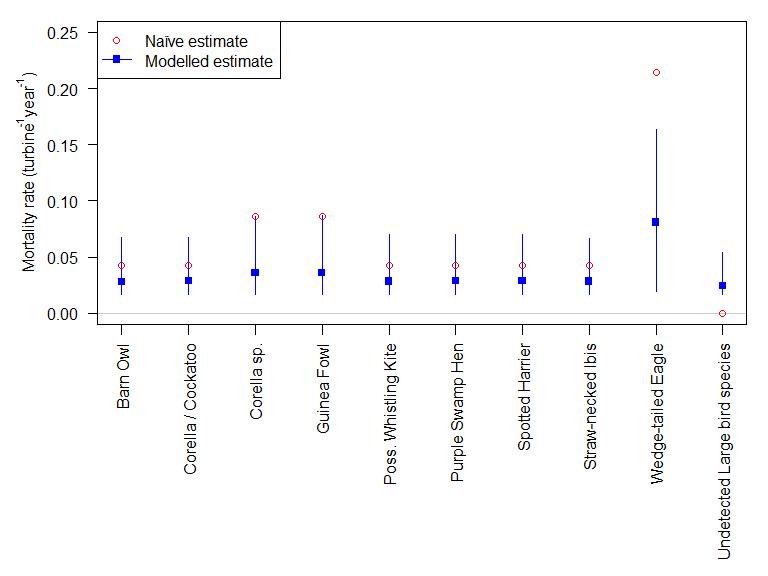 0.25
0.20
0.15
0.10
0.05
0.00
Mortality rate (turbine⁻¹year⁻¹)
Naïve estimate
Modelled estimate
Barn Owl
Corella / Cockatoo
Corella sp.
Guinea Fowl
Poss. Whistling Kite
Purple Swamp Hen
Spotted Harrier
Straw-necked Ibis
Wedge-tailed Eagle
Undetected Large bird species